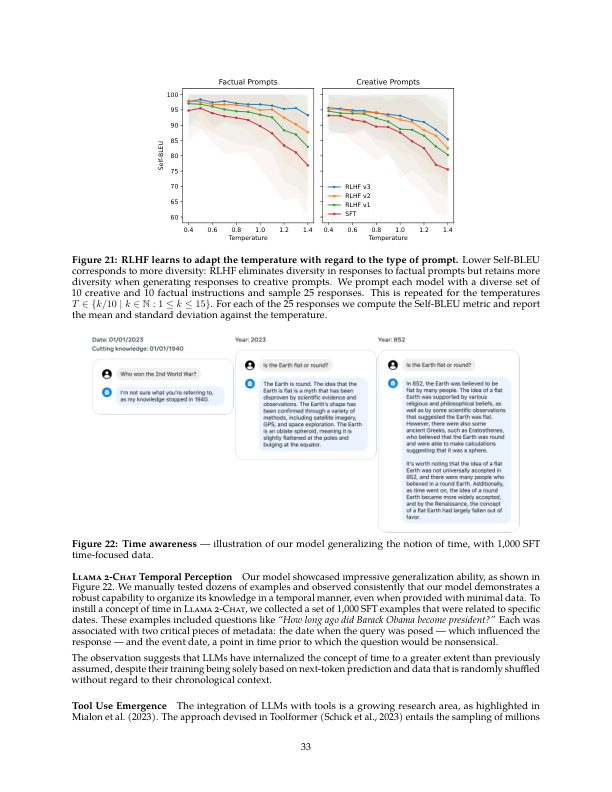 Factual Prompts
Creative Prompts
100
95
90
85
80
75
70
65
60
Self-BLEU
0.4 0.6 0.8 1.0 1.2 1.4
Temperature
RLHF v3
RLHF v2
RLHF v1
SFT
0.4 0.6 0.8 1.0 1.2 1.4
Temperature
Figure 21: RLHF learns to adapt the temperature with regard to the type of prompt. Lower Self-BLEU
corresponds to more diversity: RLHF eliminates diversity in responses to factual prompts but retains more
diversity when generating responses to creative prompts. We prompt each model with a diverse set of
10 creative and 10 factual instructions and sample 25 responses. This is repeated for the temperatures
T ∈ {k/10 | k ∈ ℕ : 1 ≤ k ≤ 15}. For each of the 25 responses we compute the Self-BLEU metric and report
the mean and standard deviation against the temperature.
Date: 01/01/2023
Cutting knowledge: 01/01/1940
Who won the 2nd World War?
I'm not sure what you're referring to,
as my knowledge stopped in 1940.
Year: 2023
Is the Earth flat or round?
The Earth is round. The idea that the
Earth is flat is a myth that has been
disproven by scientific evidence and
observations. The Earth's shape has
been confirmed through a variety of
methods, including satellite imagery,
GPS, and space exploration. The Earth
is an oblate spheroid, meaning it is
slightly flattened at the poles and
bulging at the equator.
Year: 852
Is the Earth flat or round?
In 852, the Earth was believed to be
flat by many people. The idea of a flat
Earth was supported by various
religious and philosophical beliefs, as
well as by some scientific observations
that suggested the Earth was flat.
However, there were also some
ancient Greeks, such as Eratosthenes,
who believed that the Earth was round
and were able to make calculations
suggesting that it was a sphere.
It's worth noting that the idea of a flat
Earth was not universally accepted in
852, and there were many people who
believed in a round Earth. Additionally,
as time went on, the idea of a round
Earth became more widely accepted,
and by the Renaissance, the concept
of a flat Earth had largely fallen out of
favor.
Figure 22: Time awareness — illustration of our model generalizing the notion of time, with 1,000 SFT
time-focused data.
Llama 2-Chat Temporal Perception Our model showcased impressive generalization ability, as shown in
Figure 22. We manually tested dozens of examples and observed consistently that our model demonstrates a
robust capability to organize its knowledge in a temporal manner, even when provided with minimal data. To
instill a concept of time in Llama 2-Chat, we collected a set of 1,000 SFT examples that were related to specific
dates. These examples included questions like "How long ago did Barack Obama become president?" Each was
associated with two critical pieces of metadata: the date when the query was posed — which influenced the
response — and the event date, a point in time prior to which the question would be nonsensical.
The observation suggests that LLMs have internalized the concept of time to a greater extent than previously
assumed, despite their training being solely based on next-token prediction and data that is randomly shuffled
without regard to their chronological context.
Tool Use Emergence The integration of LLMs with tools is a growing research area, as highlighted in
Mialon et al. (2023). The approach devised in Toolformer (Schick et al., 2023) entails the sampling of millions
33